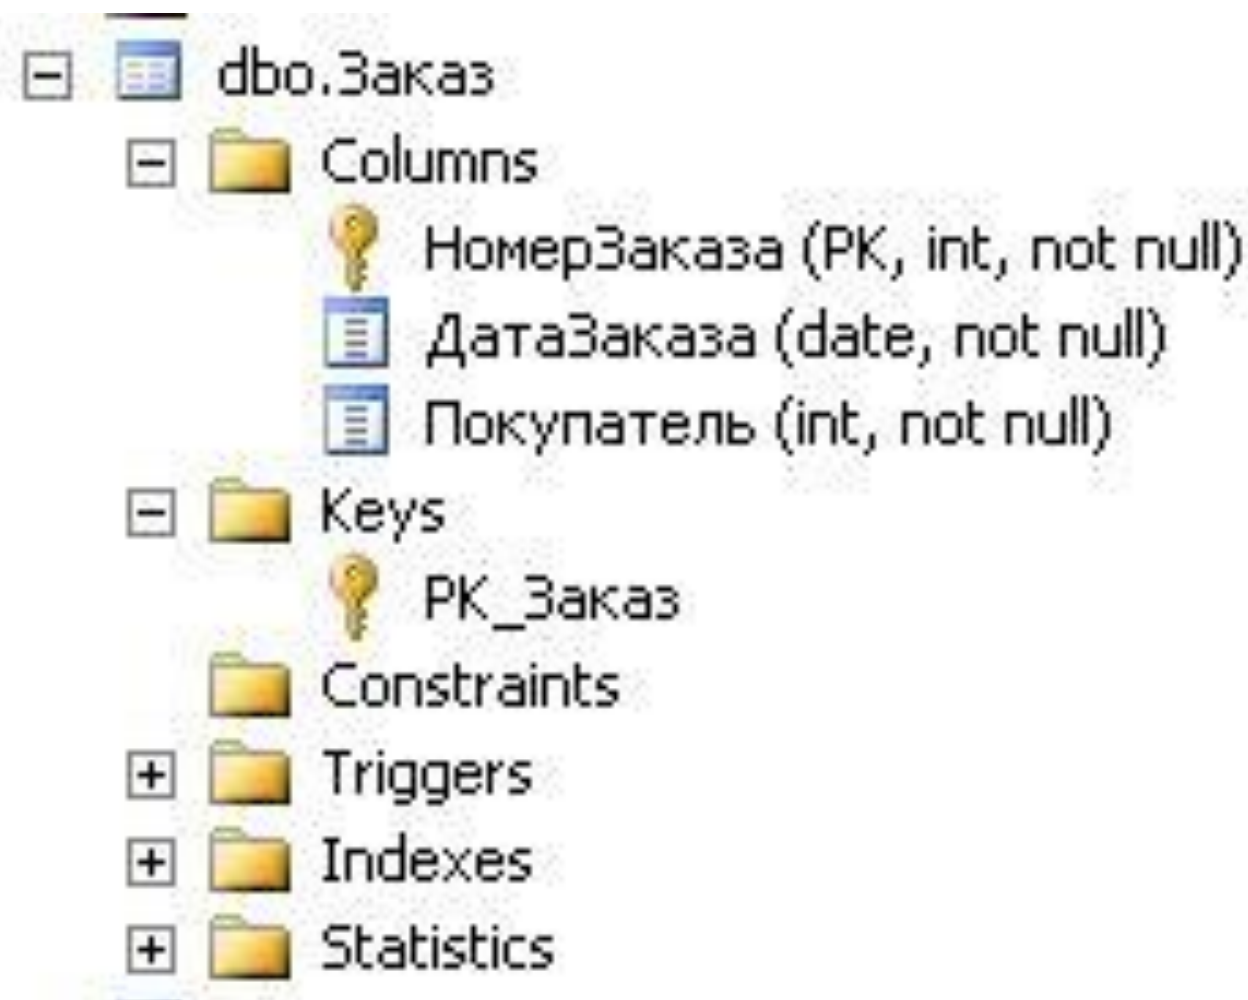 dbo.Заказ
Columns
НомерЗаказа (PK, int, not null)
ДатаЗаказа (date, not null)
Покупатель (int, not null)
Keys
PK_Заказ
Constraints
Triggers
Indexes
Statistics